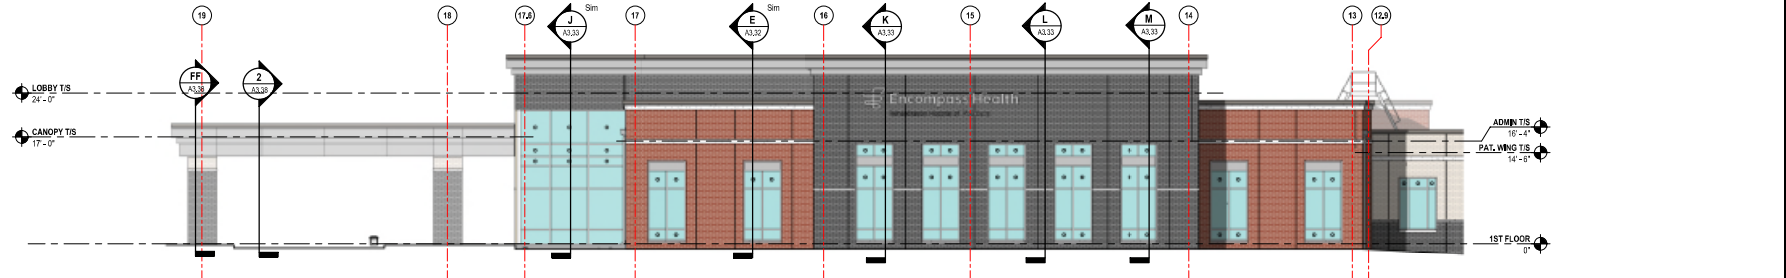 19
18
17.6
J
A3.33
Sim
17
E
A3.32
Sim
16
K
A3.33
15
L
A3.33
M
A3.33
14
13
12.9
FF
A3.38
2
A3.38
LOBBY T/S
24' - 0"
CANOPY T/S
17' - 0"
Encompass Health
ADMIN T/S
16' - 4"
PAT. WING T/S
14' - 6"
1ST FLOOR
0"